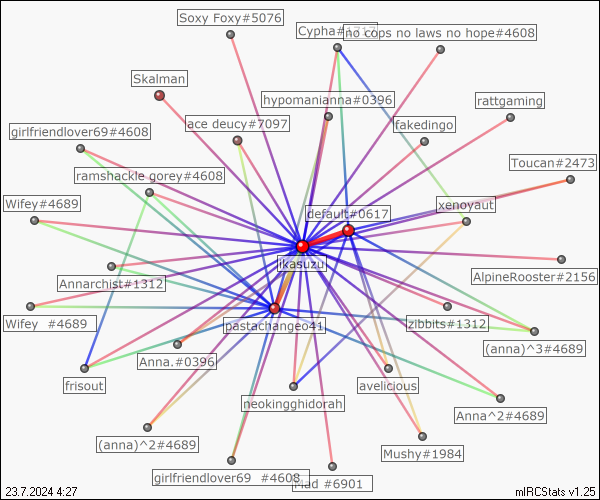 Soxy Foxy#5076
Cypha#1717
no cops no laws no hope#4608
Skalman
hypomanianna#0396
rattgaming
girlfriendlover69#4608
ace deucy#7097
fakedingo
Toucan#2473
ramshackle gorey#4608
Wifey#4689
default#0617
xenoyaut
ikasuzu
Annarchist#1312
AlpineRooster#2156
Wifey #4689
pastachangeo41
zibbits#1312
(anna)^3#4689
Anna.#0396
frisout
avelicious
neokingghidorah
Anna^2#4689
(anna)^2#4689
Mushy#1984
girlfriendlover69 #4608
Mad #6901
23.7.2024 4:27
mIRCStats v1.25